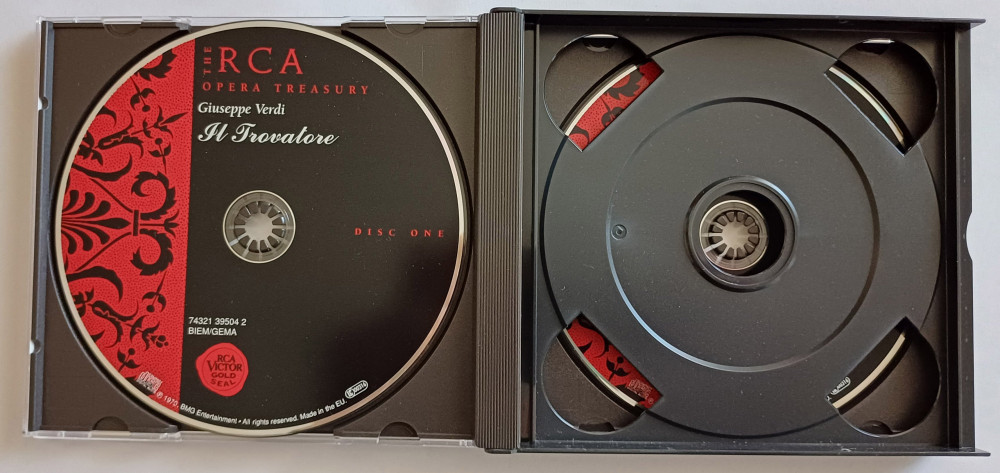 THE
RCA
OPERA TREASURY
Giuseppe Verdi
Il Trovatore
DISC ONE
74321 39504 2
BIEM/GEMA
RCA
VICTOR
GOLD
SEAL
℗ 1970, BMG Entertainment • All rights reserved. Made in the EU.